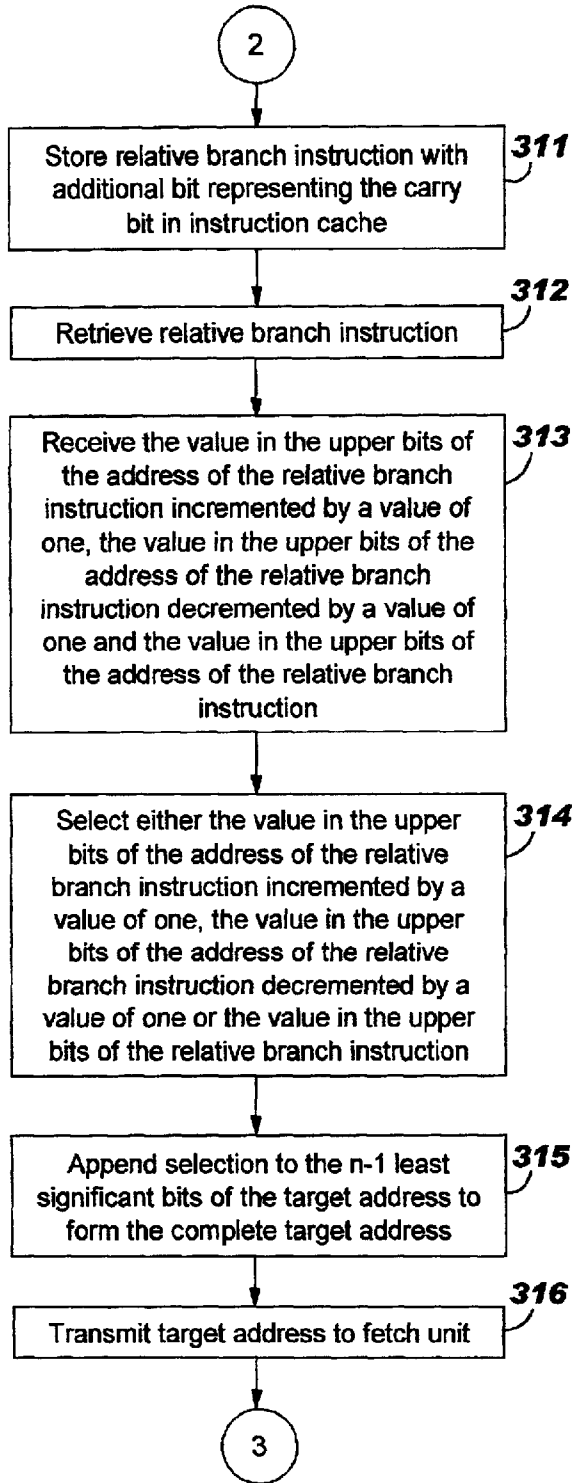 2
311
Store relative branch instruction with
additional bit representing the carry
bit in instruction cache
312
Retrieve relative branch instruction
313
Receive the value in the upper bits of
the address of the relative branch
instruction incremented by a value of
one, the value in the upper bits of the
address of the relative branch
instruction decremented by a value of
one and the value in the upper bits of
the address of the relative branch
instruction
314
Select either the value in the upper
bits of the address of the relative
branch instruction incremented by a
value of one, the value in the upper
bits of the address of the relative
branch instruction decremented by a
value of one or the value in the upper
bits of the relative branch instruction
315
Append selection to the n-1 least
significant bits of the target address to
form the complete target address
316
Transmit target address to fetch unit
3